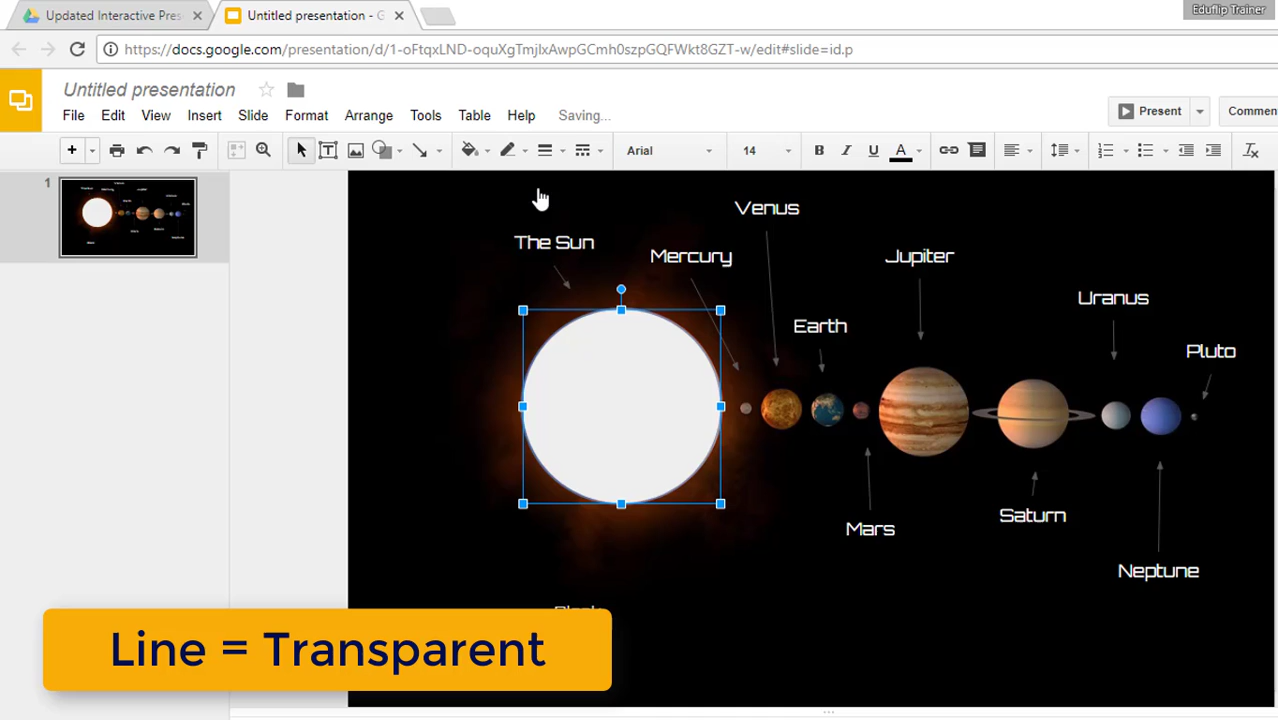 Updated Interactive Pres
Untitled presentation - G
Eduflip Trainer
https://docs.google.com/presentation/d/1-oFtqxLND-oquXgTmjlxAwpGCmh0szpGQFWkt8GZT-w/edit#slide=id.p
Untitled presentation
File Edit View Insert Format Arrange Tools Table Help Saving...
Present
Commen
Arial 14 B I U A
1
Venus
The Sun
Mercury
Jupiter
Uranus
Earth
Pluto
Mars
Saturn
Neptune
Line = Transparent